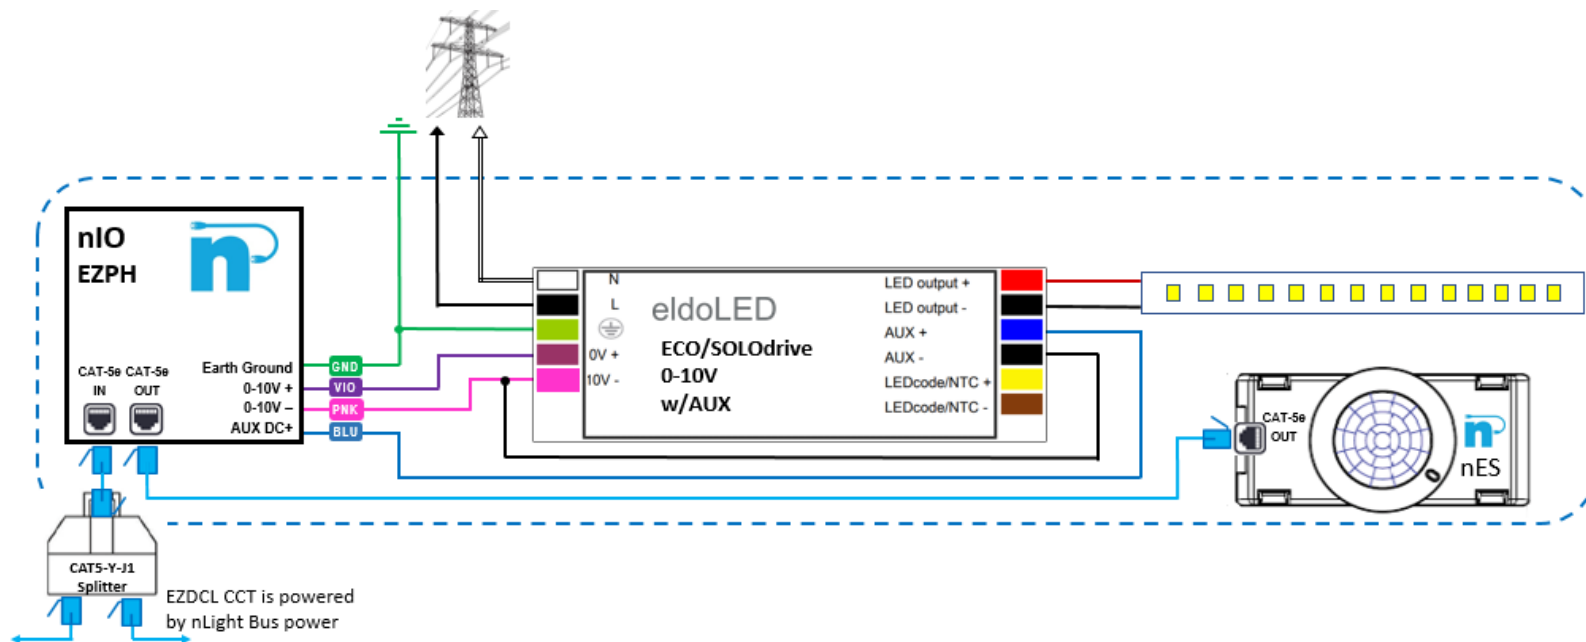 nIO
EZPH
n
Earth Ground
0-10V +
0-10V –
AUX DC+
CAT-5e CAT-5e
IN OUT
GND
VIO
PNK
BLU
N
L
0V +
10V -
eldoLED
ECO/SOLOdrive
0-10V
w/AUX
LED output +
LED output -
AUX +
AUX -
LEDcode/NTC +
LEDcode/NTC -
CAT-5e
OUT
n
nES
CAT5-Y-J1
Splitter
EZDCL CCT is powered
by nLight Bus power